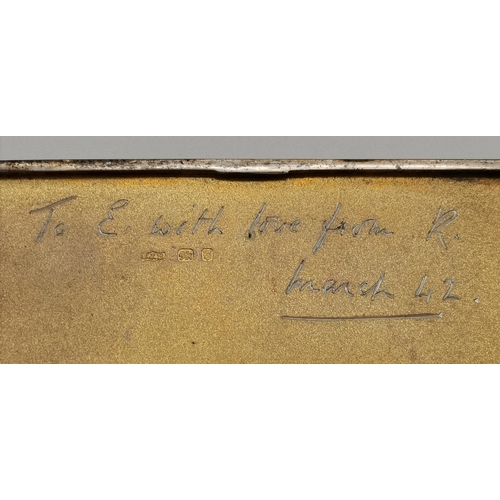 To E. with love from R.
March 42.